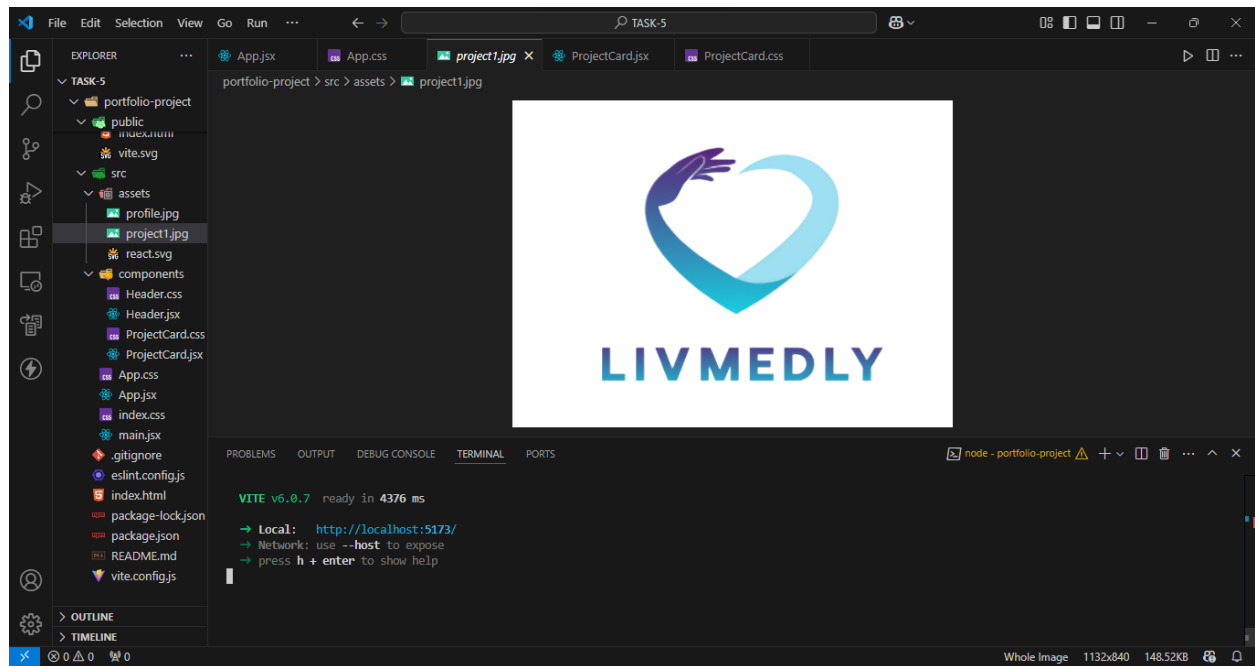 File Edit Selection View Go Run ··· TASK-5
EXPLORER ···
TASK-5
portfolio-project
public
index.html
vite.svg
src
assets
profile.jpg
project1.jpg
react.svg
components
Header.css
Header.jsx
ProjectCard.css
ProjectCard.jsx
App.css
App.jsx
index.css
main.jsx
.gitignore
eslint.config.js
index.html
package-lock.json
package.json
README.md
vite.config.js
OUTLINE
TIMELINE
App.jsx App.css project1.jpg ProjectCard.jsx ProjectCard.css
portfolio-project > src > assets > project1.jpg
LIVMEDLY
PROBLEMS OUTPUT DEBUG CONSOLE TERMINAL PORTS node - portfolio-project
VITE v6.0.7 ready in 4376 ms
→ Local: http://localhost:5173/
→ Network: use --host to expose
→ press h + enter to show help
0 0 0 Whole Image 1132x840 148.52KB